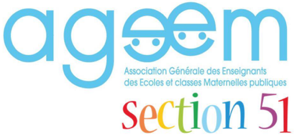 ageem
Association Générale des Enseignants
des Ecoles et classes Maternelles publiques
section 51